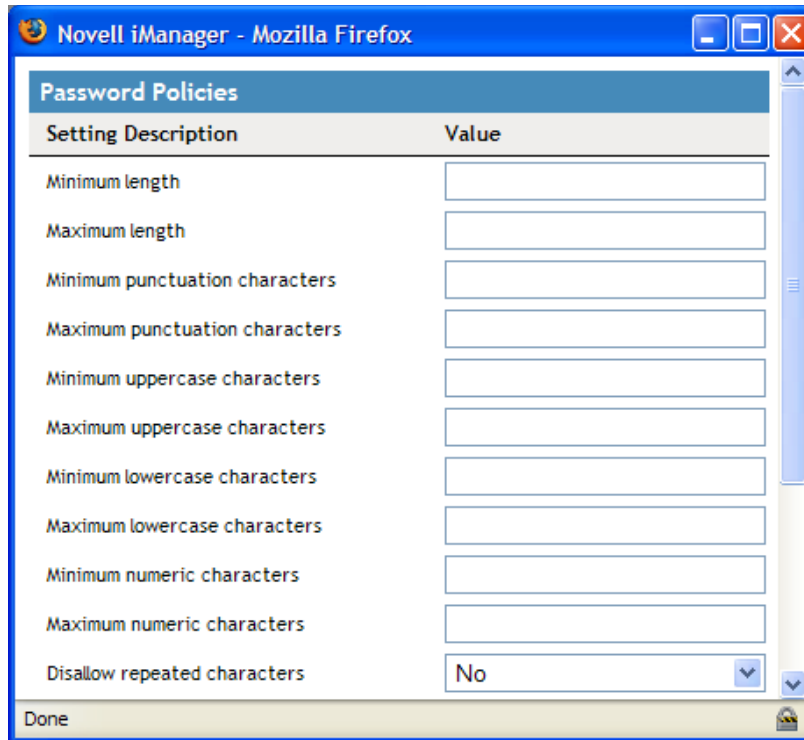 Novell iManager - Mozilla Firefox
Password Policies
Setting Description Value
Minimum length
Maximum length
Minimum punctuation characters
Maximum punctuation characters
Minimum uppercase characters
Maximum uppercase characters
Minimum lowercase characters
Maximum lowercase characters
Minimum numeric characters
Maximum numeric characters
Disallow repeated characters No
Done